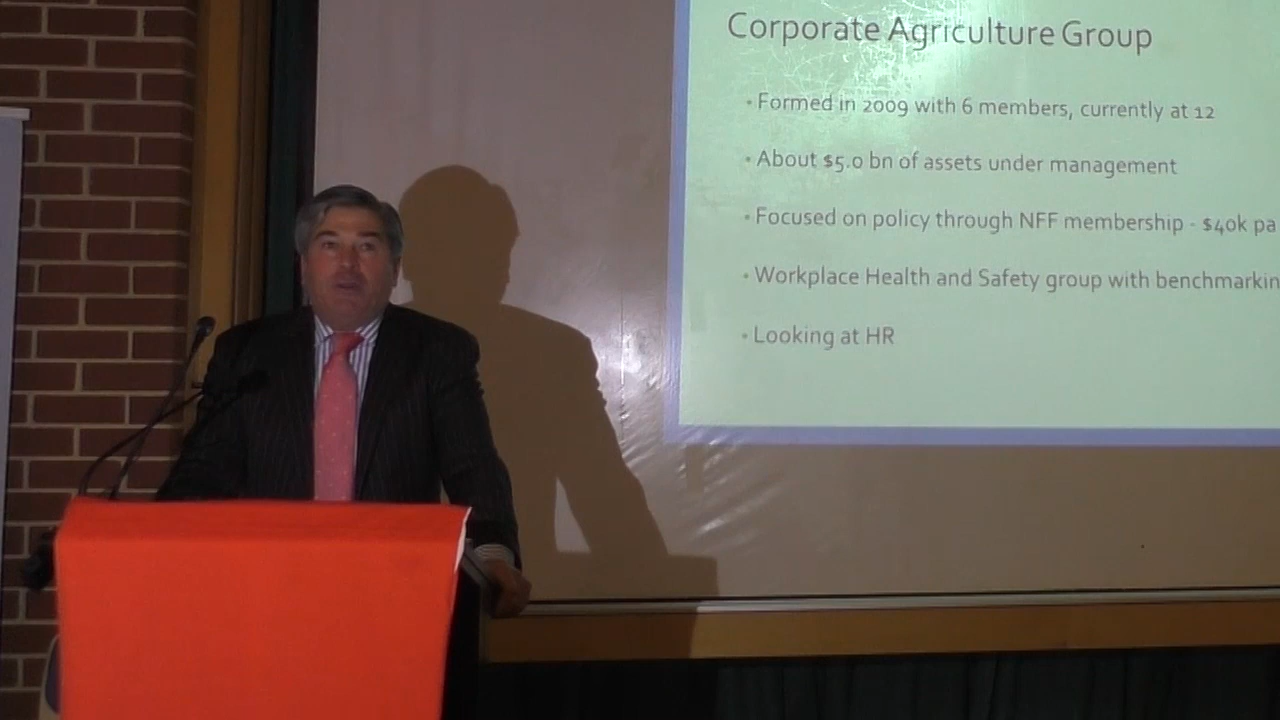 Corporate Agriculture Group
• Formed in 2009 with 6 members, currently at 12
• About $5.0 bn of assets under management
• Focused on policy through NFF membership - $40k pa
• Workplace Health and Safety group with benchmarkin
• Looking at HR